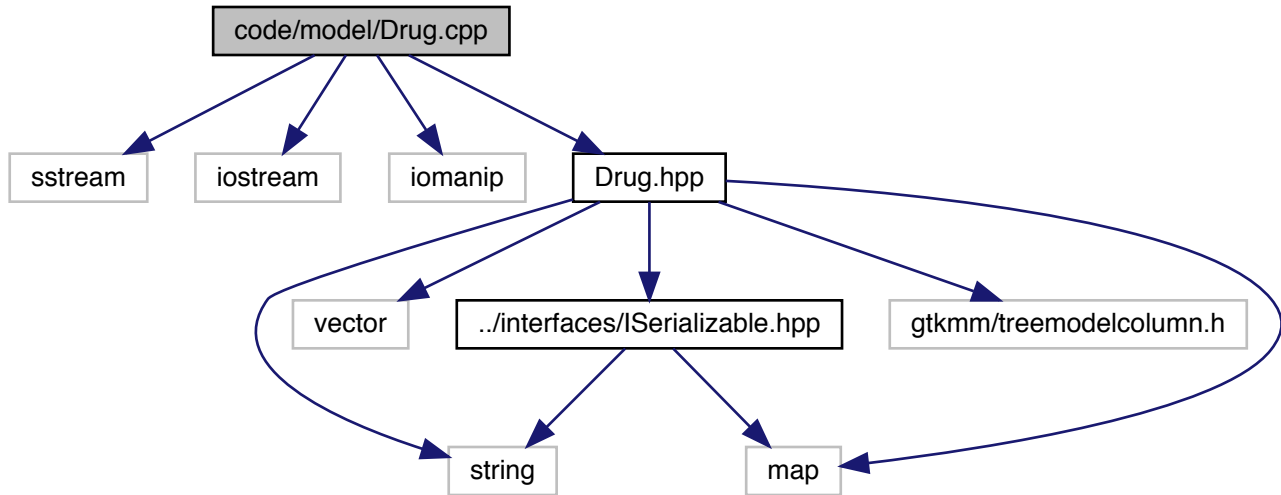 code/model/Drug.cpp
sstream
iostream
iomanip
Drug.hpp
vector
../interfaces/ISerializable.hpp
gtkmm/treemodelcolumn.h
string
map